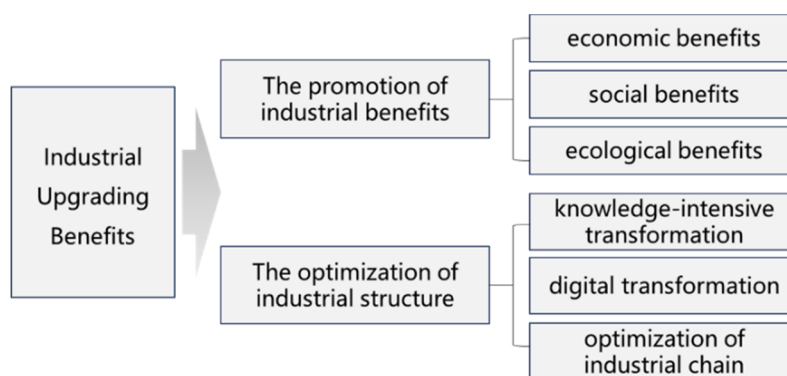 Industrial
Upgrading
Benefits
The promotion of
industrial benefits
economic benefits
social benefits
ecological benefits
The optimization of
industrial structure
knowledge-intensive
transformation
digital transformation
optimization of
industrial chain